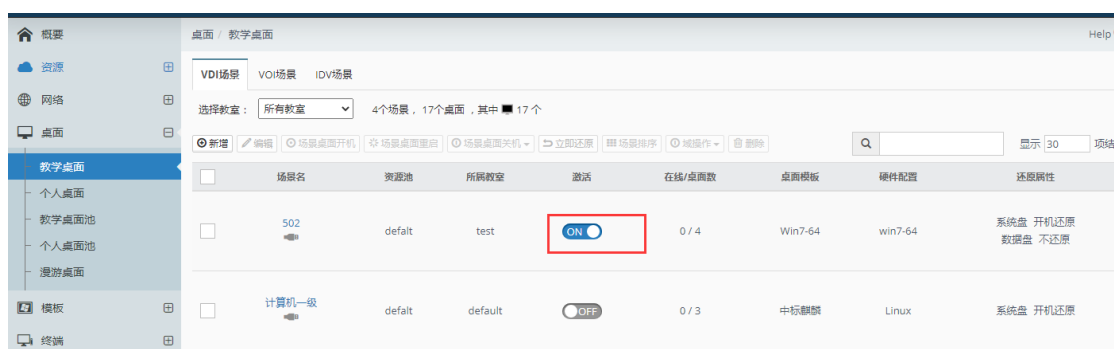 概要
桌面 / 教学桌面
Help
资源
VDI场景 VOI场景 IDV场景
网络
选择教室： 所有教室 4个场景，17个桌面，其中 17 个
桌面
新增 编辑 场景桌面开机 场景桌面重启 场景桌面关机 立即还原 场景排序 域操作 删除 显示 30 项结
教学桌面
场景名 资源池 所属教室 激活 在线/桌面数 桌面模板 硬件配置 还原属性
个人桌面
教学桌面池
502 defalt test ON 0 / 4 Win7-64 win7-64 系统盘 开机还原
数据盘 不还原
个人桌面池
漫游桌面
模板
计算机一级 defalt default OFF 0 / 3 中标麒麟 Linux 系统盘 开机还原
终端